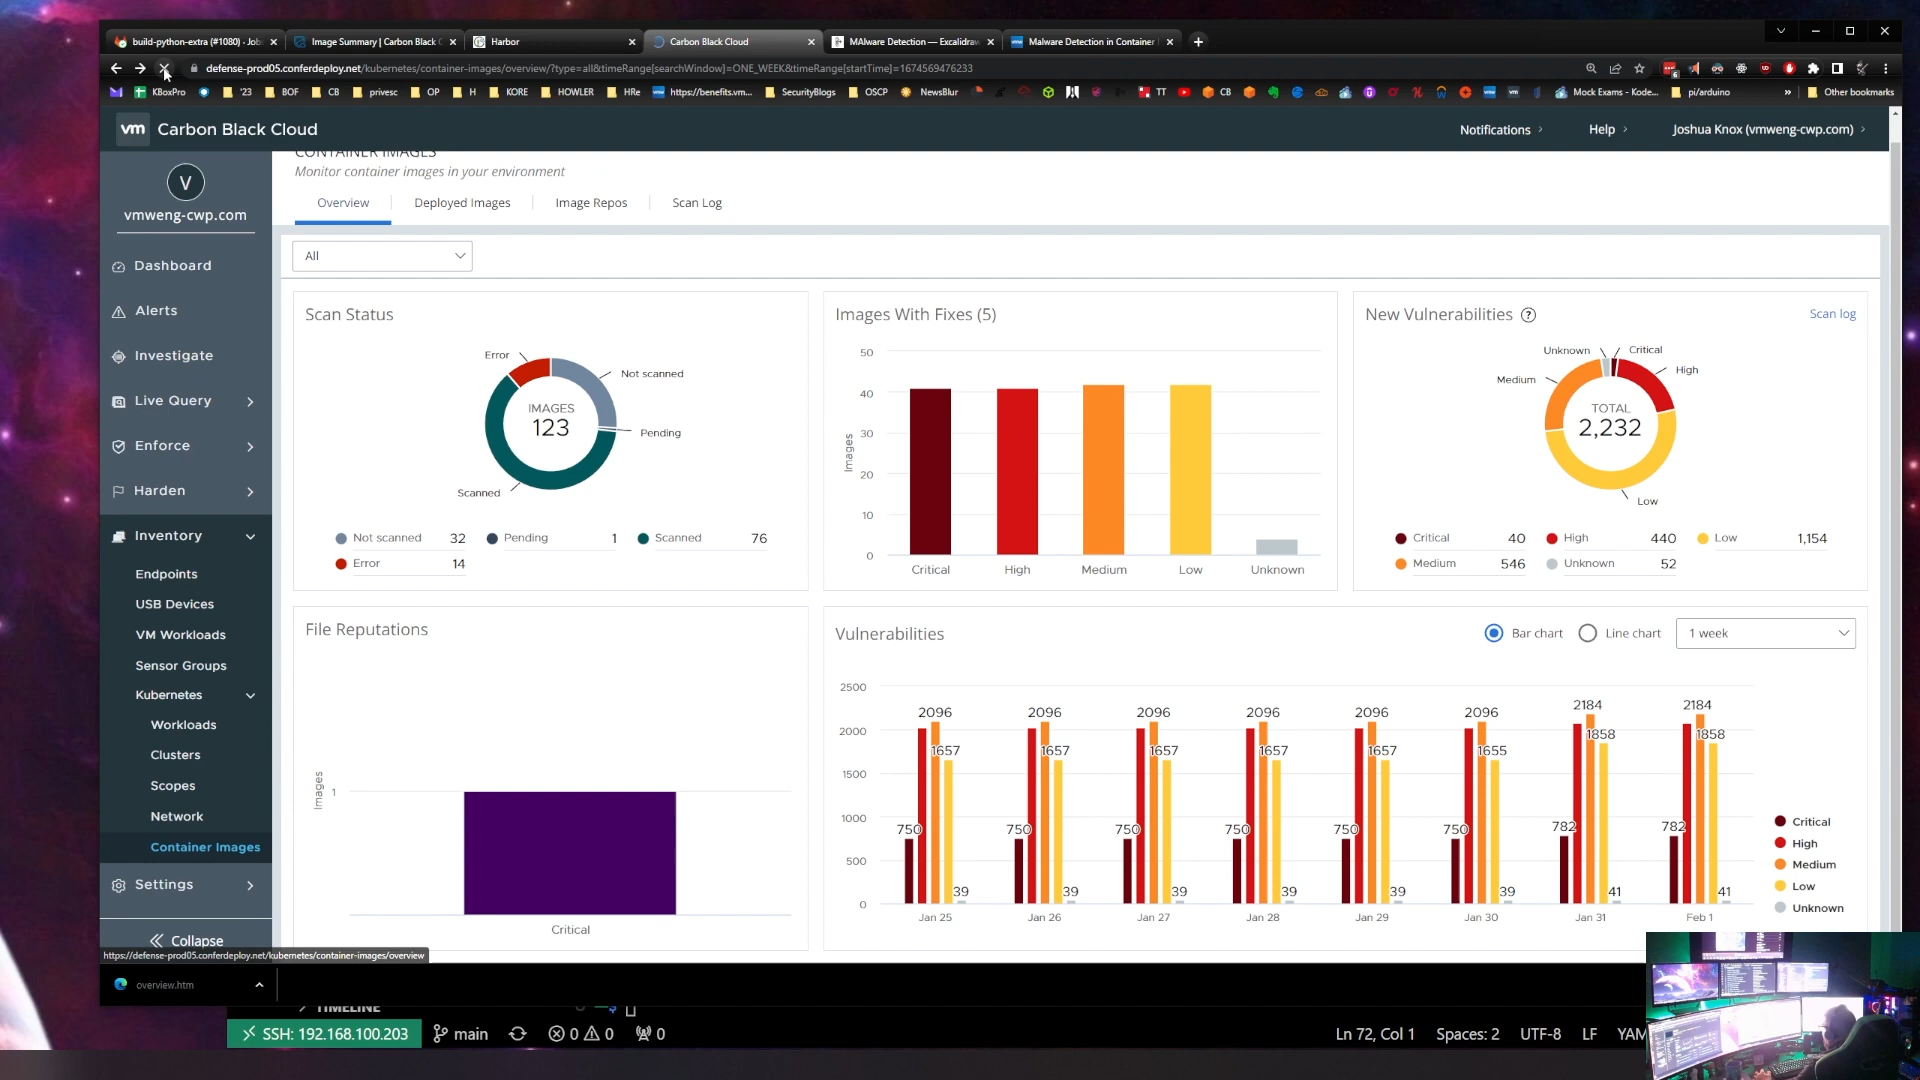 build-python-extra (#1080) - Job
Image Summary | Carbon Black C
Harbor
Carbon Black Cloud
MAlware Detection — Excalidraw
Malware Detection in Container
defense-prod05.conferdeploy.net/kubernetes/container-images/overview/?type=all&timeRange[searchWindow]=ONE_WEEK&timeRange[startTime]=1674569476233
KBoxPro
'23
BOF
CB
privesc
OP
H
KORE
HOWLER
HRe
https://benefits.vm...
SecurityBlogs
OSCP
NewsBlur
TT
CB
Mock Exams - Kode...
pi/arduino
»
Other bookmarks
vm Carbon Black Cloud
Notifications
Help
Joshua Knox (vmweng-cwp.com)
V
vmweng-cwp.com
Dashboard
Alerts
Investigate
Live Query
Enforce
Harden
Inventory
Endpoints
USB Devices
VM Workloads
Sensor Groups
Kubernetes
Workloads
Clusters
Scopes
Network
Container Images
Settings
Collapse
CONTAINER IMAGES
Monitor container images in your environment
Overview
Deployed Images
Image Repos
Scan Log
All
Scan Status
Error
Not scanned
IMAGES
123
Pending
Scanned
Not scanned 32
Pending 1
Scanned 76
Error 14
Images With Fixes (5)
50
40
30
20
10
0
Images
Critical
High
Medium
Low
Unknown
New Vulnerabilities ?
Scan log
Unknown
Critical
High
Medium
TOTAL
2,232
Low
Critical 40
High 440
Low 1,154
Medium 546
Unknown 52
File Reputations
Images
1
Critical
Vulnerabilities
Bar chart
Line chart
1 week
2500
2000
1500
1000
500
0
750 2096 1657 39
750 2096 1657 39
750 2096 1657 39
750 2096 1657 39
750 2096 1657 39
750 2096 1655 39
782 2184 1858 41
782 2184 1858 41
Jan 25
Jan 26
Jan 27
Jan 28
Jan 29
Jan 30
Jan 31
Feb 1
Critical
High
Medium
Low
Unknown
https://defense-prod05.conferdeploy.net/kubernetes/container-images/overview
overview.htm
TIMELINE
SSH: 192.168.100.203
main
0
0
0
Ln 72, Col 1
Spaces: 2
UTF-8
LF
YAM